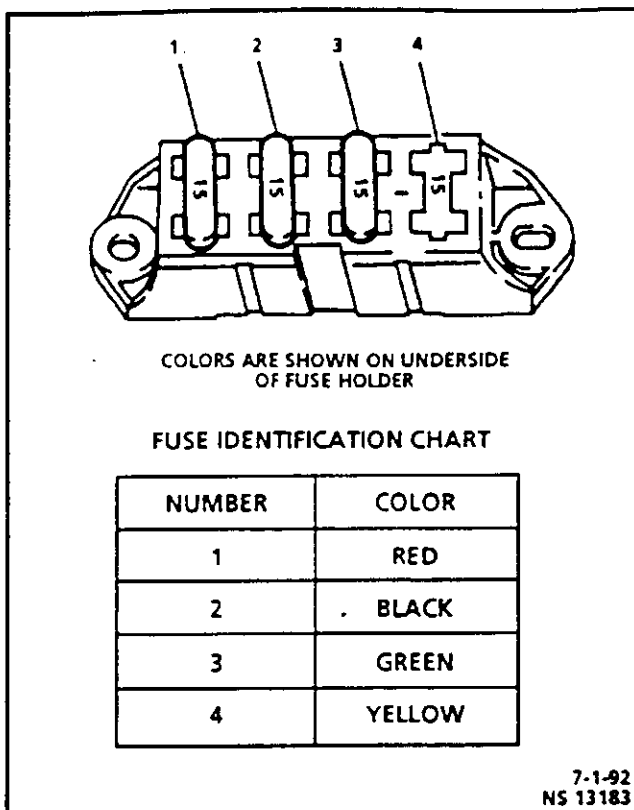 1 2 3 4
15 15 15 15
COLORS ARE SHOWN ON UNDERSIDE
OF FUSE HOLDER
FUSE IDENTIFICATION CHART
NUMBER COLOR
1 RED
2 BLACK
3 GREEN
4 YELLOW
7-1-92
NS 13183